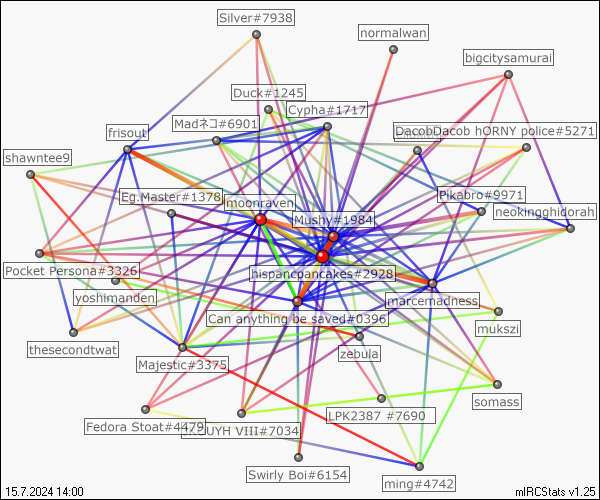 Silver#7938
normalwan
bigcitysamurai
Duck#1245
Cypha#1717
Madネコ#6901
DacobDacob hORNY police#5271
frisout
shawntee9
Eg.Master#1378
moonraven
Pikabro#9971
Mushy#1984
neokingghidorah
Pocket Persona#3326
hispancpancakes#2928
yoshimanden
marcemadness
Can anything be saved#0396
mukszi
thesecondtwat
zebula
Majestic#3375
somass
LPK2387 #7690
Fedora Stoat#4479
UYH VIII#7034
Swirly Boi#6154
ming#4742
15.7.2024 14:00
mIRCStats v1.25